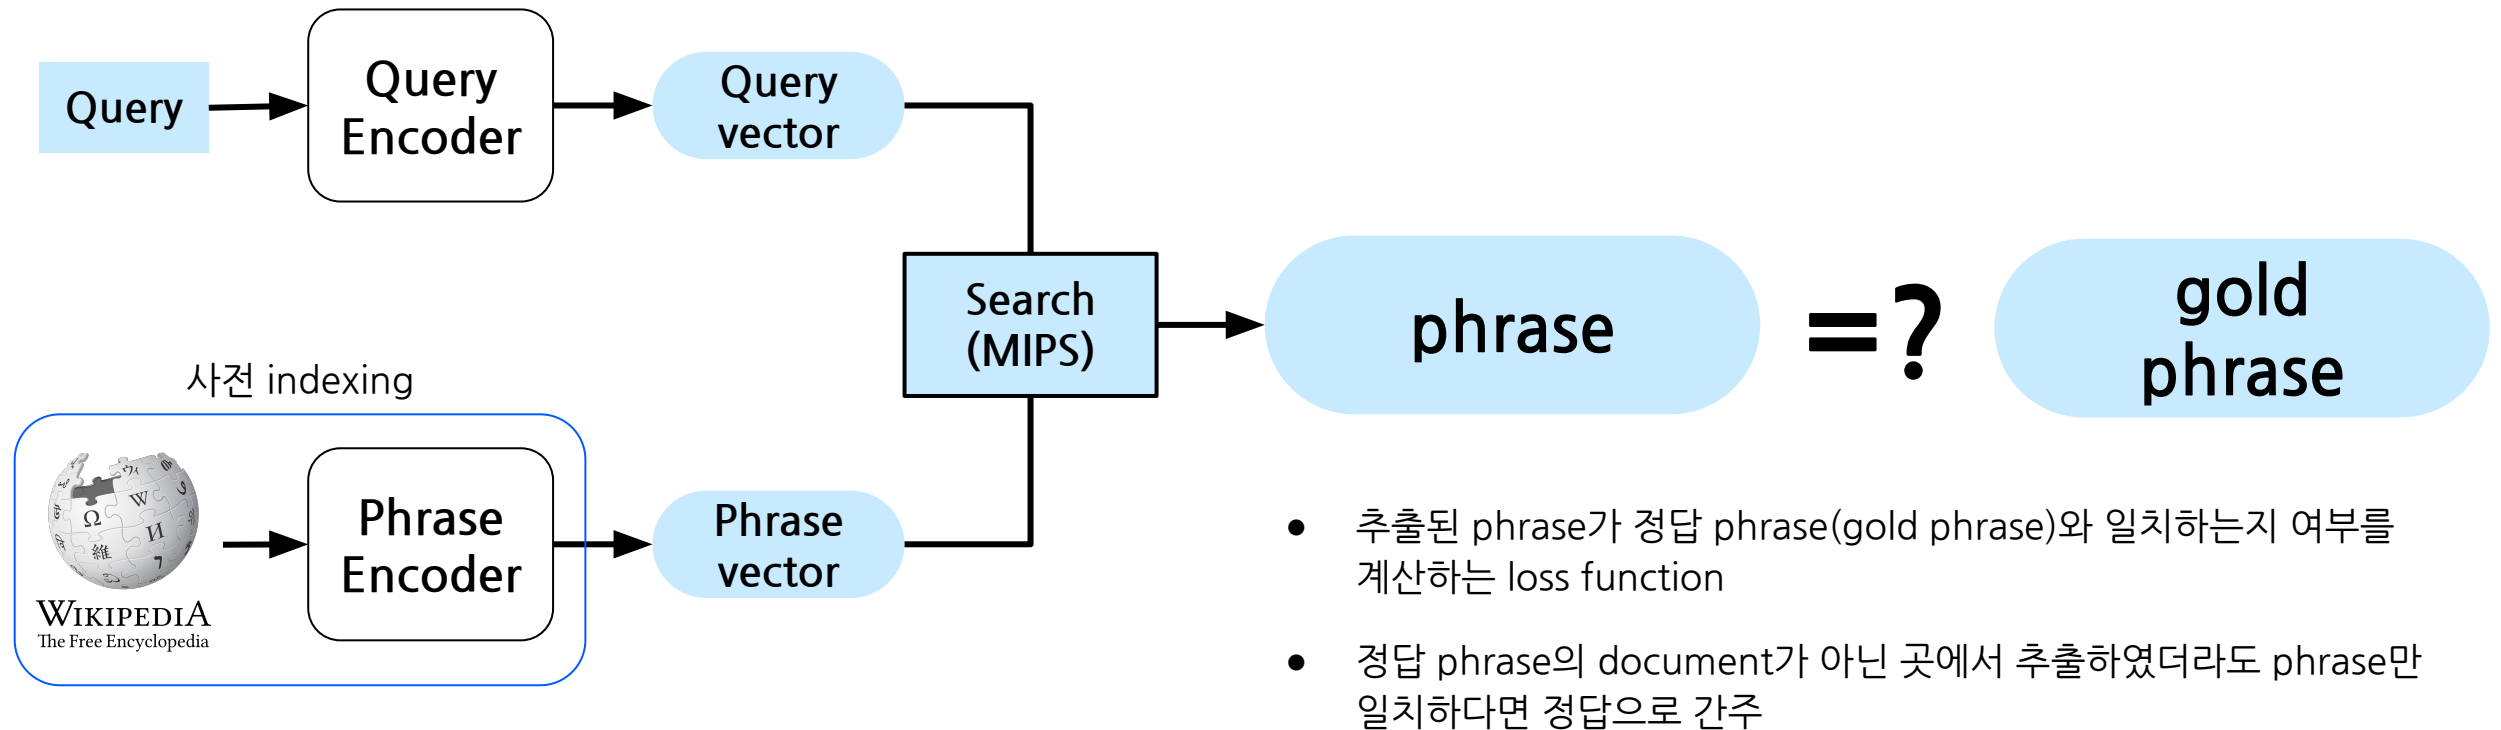 Query
Query
Encoder
Query
vector
Search
(MIPS)
phrase
=?
gold
phrase
사전 indexing
WIKIPEDIA
The Free Encyclopedia
Phrase
Encoder
Phrase
vector
● 추출된 phrase가 정답 phrase(gold phrase)와 일치하는지 여부를
계산하는 loss function
● 정답 phrase의 document가 아닌 곳에서 추출하였더라도 phrase만
일치하다면 정답으로 간주